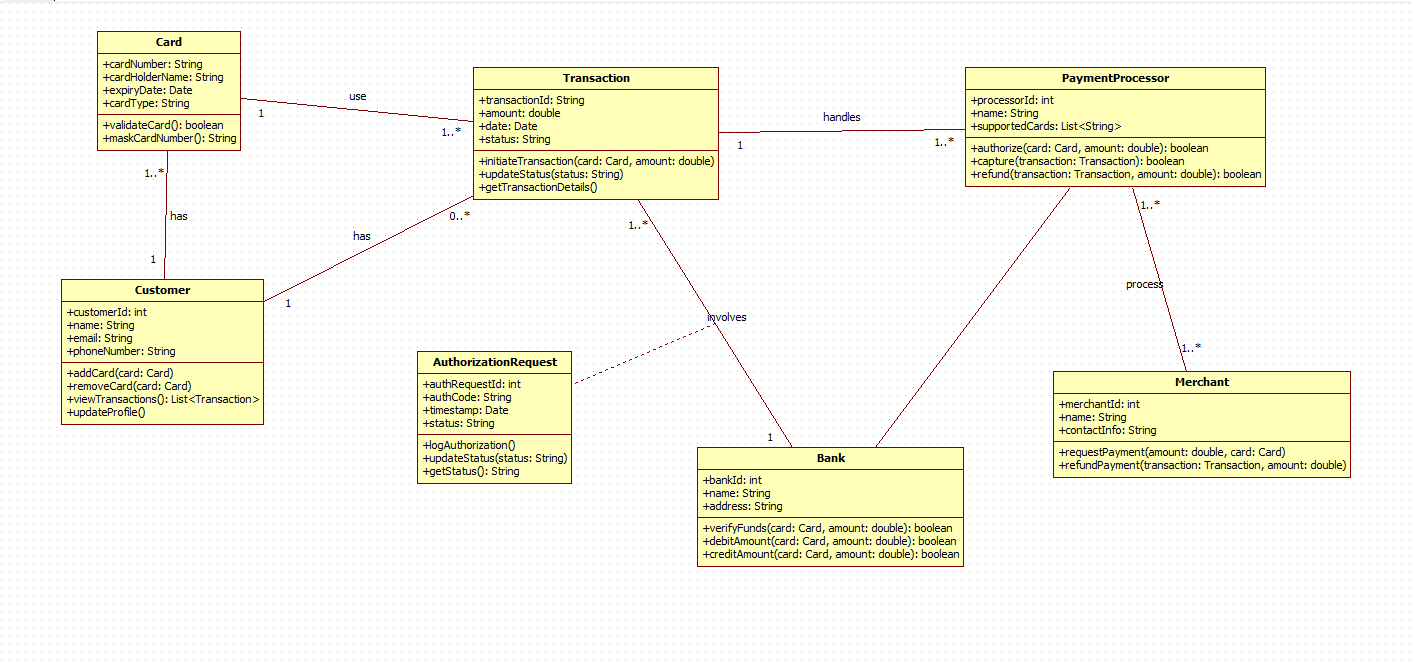 Card
+cardNumber: String
+cardHolderName: String
+expiryDate: Date
+cardType: String
+validateCard(): boolean
+maskCardNumber(): String
use
1
1..*
Transaction
+transactionId: String
+amount: double
+date: Date
+status: String
+initiateTransaction(card: Card, amount: double)
+updateStatus(status: String)
+getTransactionDetails()
handles
1
1..*
PaymentProcessor
+processorId: int
+name: String
+supportedCards: List<String>
+authorize(card: Card, amount: double): boolean
+capture(transaction: Transaction): boolean
+refund(transaction: Transaction, amount: double): boolean
1..*
has
1
0..*
has
1
1..*
involves
1
1..*
process
1..*
Customer
+customerId: int
+name: String
+email: String
+phoneNumber: String
+addCard(card: Card)
+removeCard(card: Card)
+viewTransactions(): List<Transaction>
+updateProfile()
AuthorizationRequest
+authRequestId: int
+authCode: String
+timestamp: Date
+status: String
+logAuthorization()
+updateStatus(status: String)
+getStatus(): String
Bank
+bankId: int
+name: String
+address: String
+verifyFunds(card: Card, amount: double): boolean
+debitAmount(card: Card, amount: double): boolean
+creditAmount(card: Card, amount: double): boolean
Merchant
+merchantId: int
+name: String
+contactInfo: String
+requestPayment(amount: double, card: Card)
+refundPayment(transaction: Transaction, amount: double)